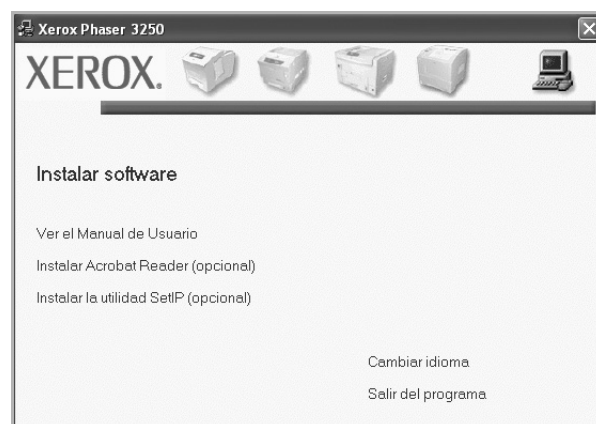 Xerox Phaser 3250
XEROX.
Instalar software
Ver el Manual de Usuario
Instalar Acrobat Reader (opcional)
Instalar la utilidad SetIP (opcional)
Cambiar idioma
Salir del programa